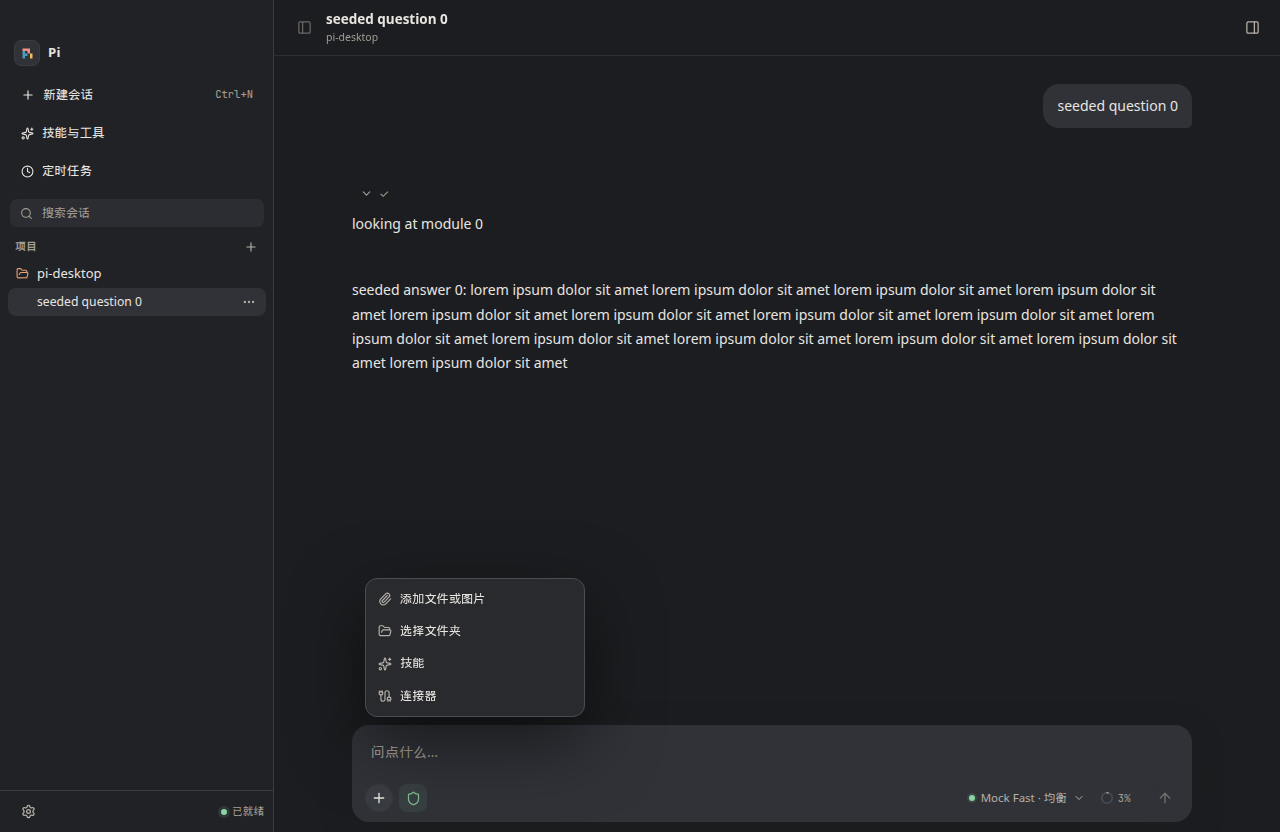 Pi
新建会话 Ctrl+N
技能与工具
定时任务
搜索会话
项目
pi-desktop
seeded question 0
已就绪
seeded question 0
pi-desktop
seeded question 0
looking at module 0
seeded answer 0: lorem ipsum dolor sit amet lorem ipsum dolor sit amet lorem ipsum dolor sit amet lorem ipsum dolor sit
amet lorem ipsum dolor sit amet lorem ipsum dolor sit amet lorem ipsum dolor sit amet lorem ipsum dolor sit amet lorem
ipsum dolor sit amet lorem ipsum dolor sit amet lorem ipsum dolor sit amet lorem ipsum dolor sit amet lorem ipsum dolor sit
amet lorem ipsum dolor sit amet
添加文件或图片
选择文件夹
技能
连接器
问点什么...
Mock Fast · 均衡 3%